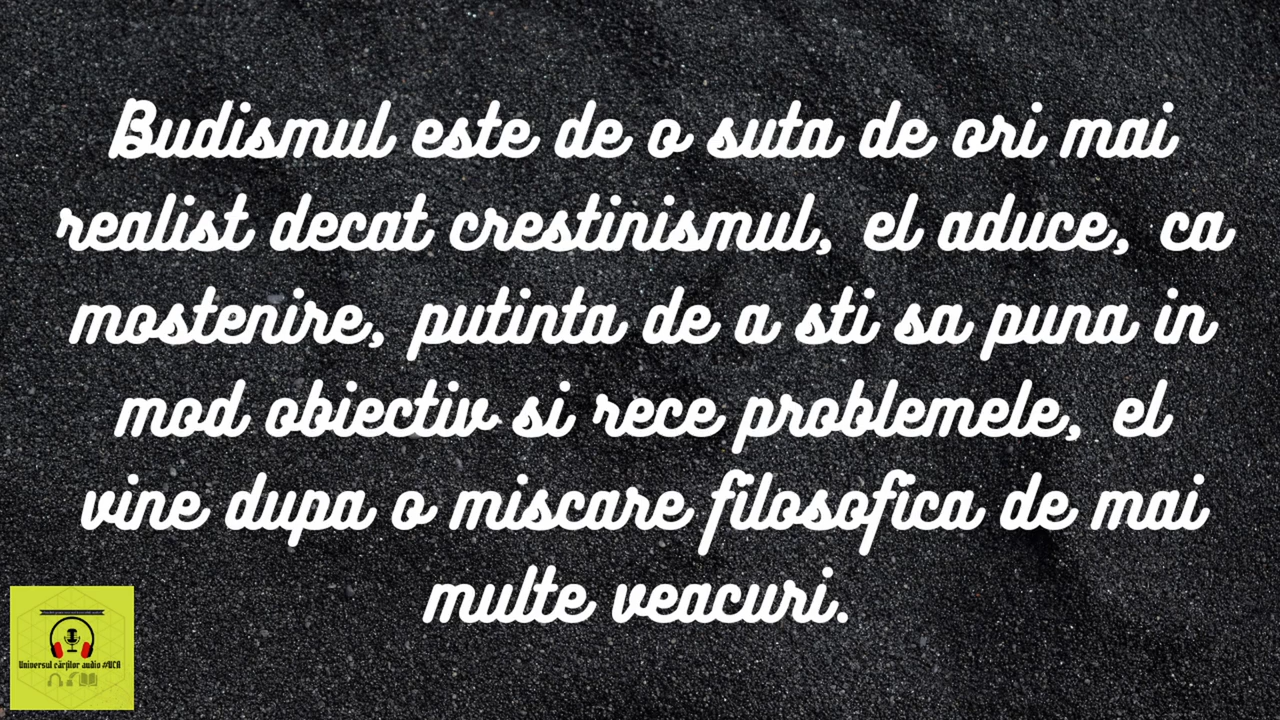 Budismul este de o suta de ori mai
realist decat crestinismul, el aduce, ca
mostenire, putinta de a sti sa puna in
mod obiectiv si rece problemele, el
vine dupa o miscare filosofica de mai
multe veacuri.
Universul cărților audio #UCA